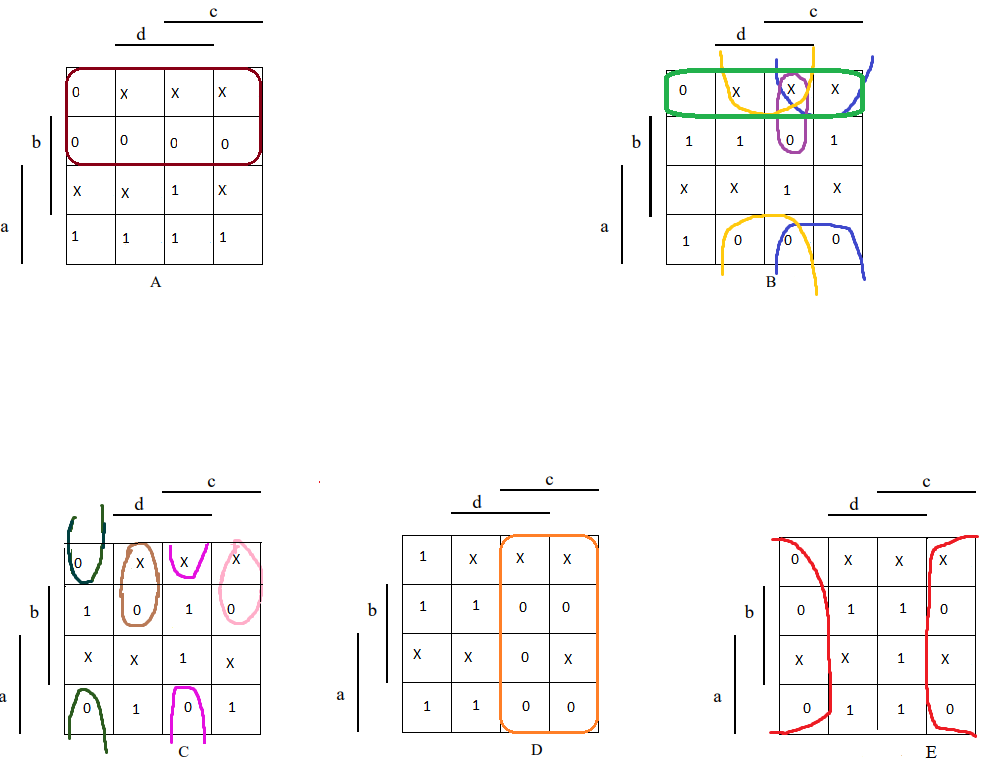 c c
d d
0 X X X 0 X X X
b 0 0 0 0 b 1 1 0 1
X X 1 X X X 1 X
a 1 1 1 1 a 1 0 0 0
A B
c c c
d d d
0 X X X 1 X X X 0 X X X
b 1 0 1 0 b 1 1 0 0 b 0 1 1 0
X X 1 X X X 0 X X X 1 X
a 0 1 0 1 a 1 1 0 0 a 0 1 1 0
C D E